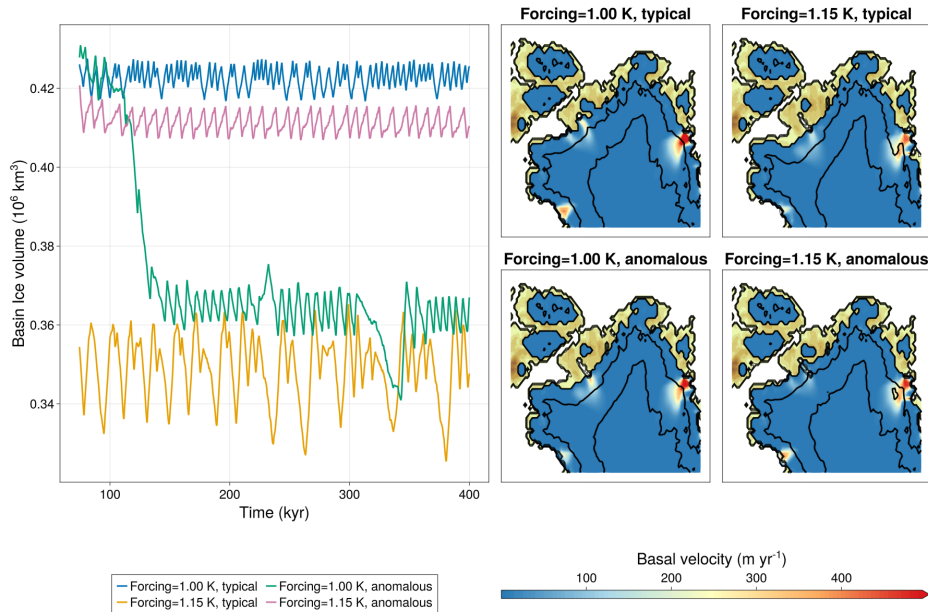 Forcing=1.00 K, typical
Forcing=1.15 K, typical
Forcing=1.00 K, anomalous
Forcing=1.15 K, anomalous
Basin Ice volume (10⁶ km³)
0.42
0.40
0.38
0.36
0.34
100
200
300
400
Time (kyr)
Forcing=1.00 K, typical
Forcing=1.00 K, anomalous
Forcing=1.15 K, typical
Forcing=1.15 K, anomalous
Basal velocity (m yr⁻¹)
100
200
300
400